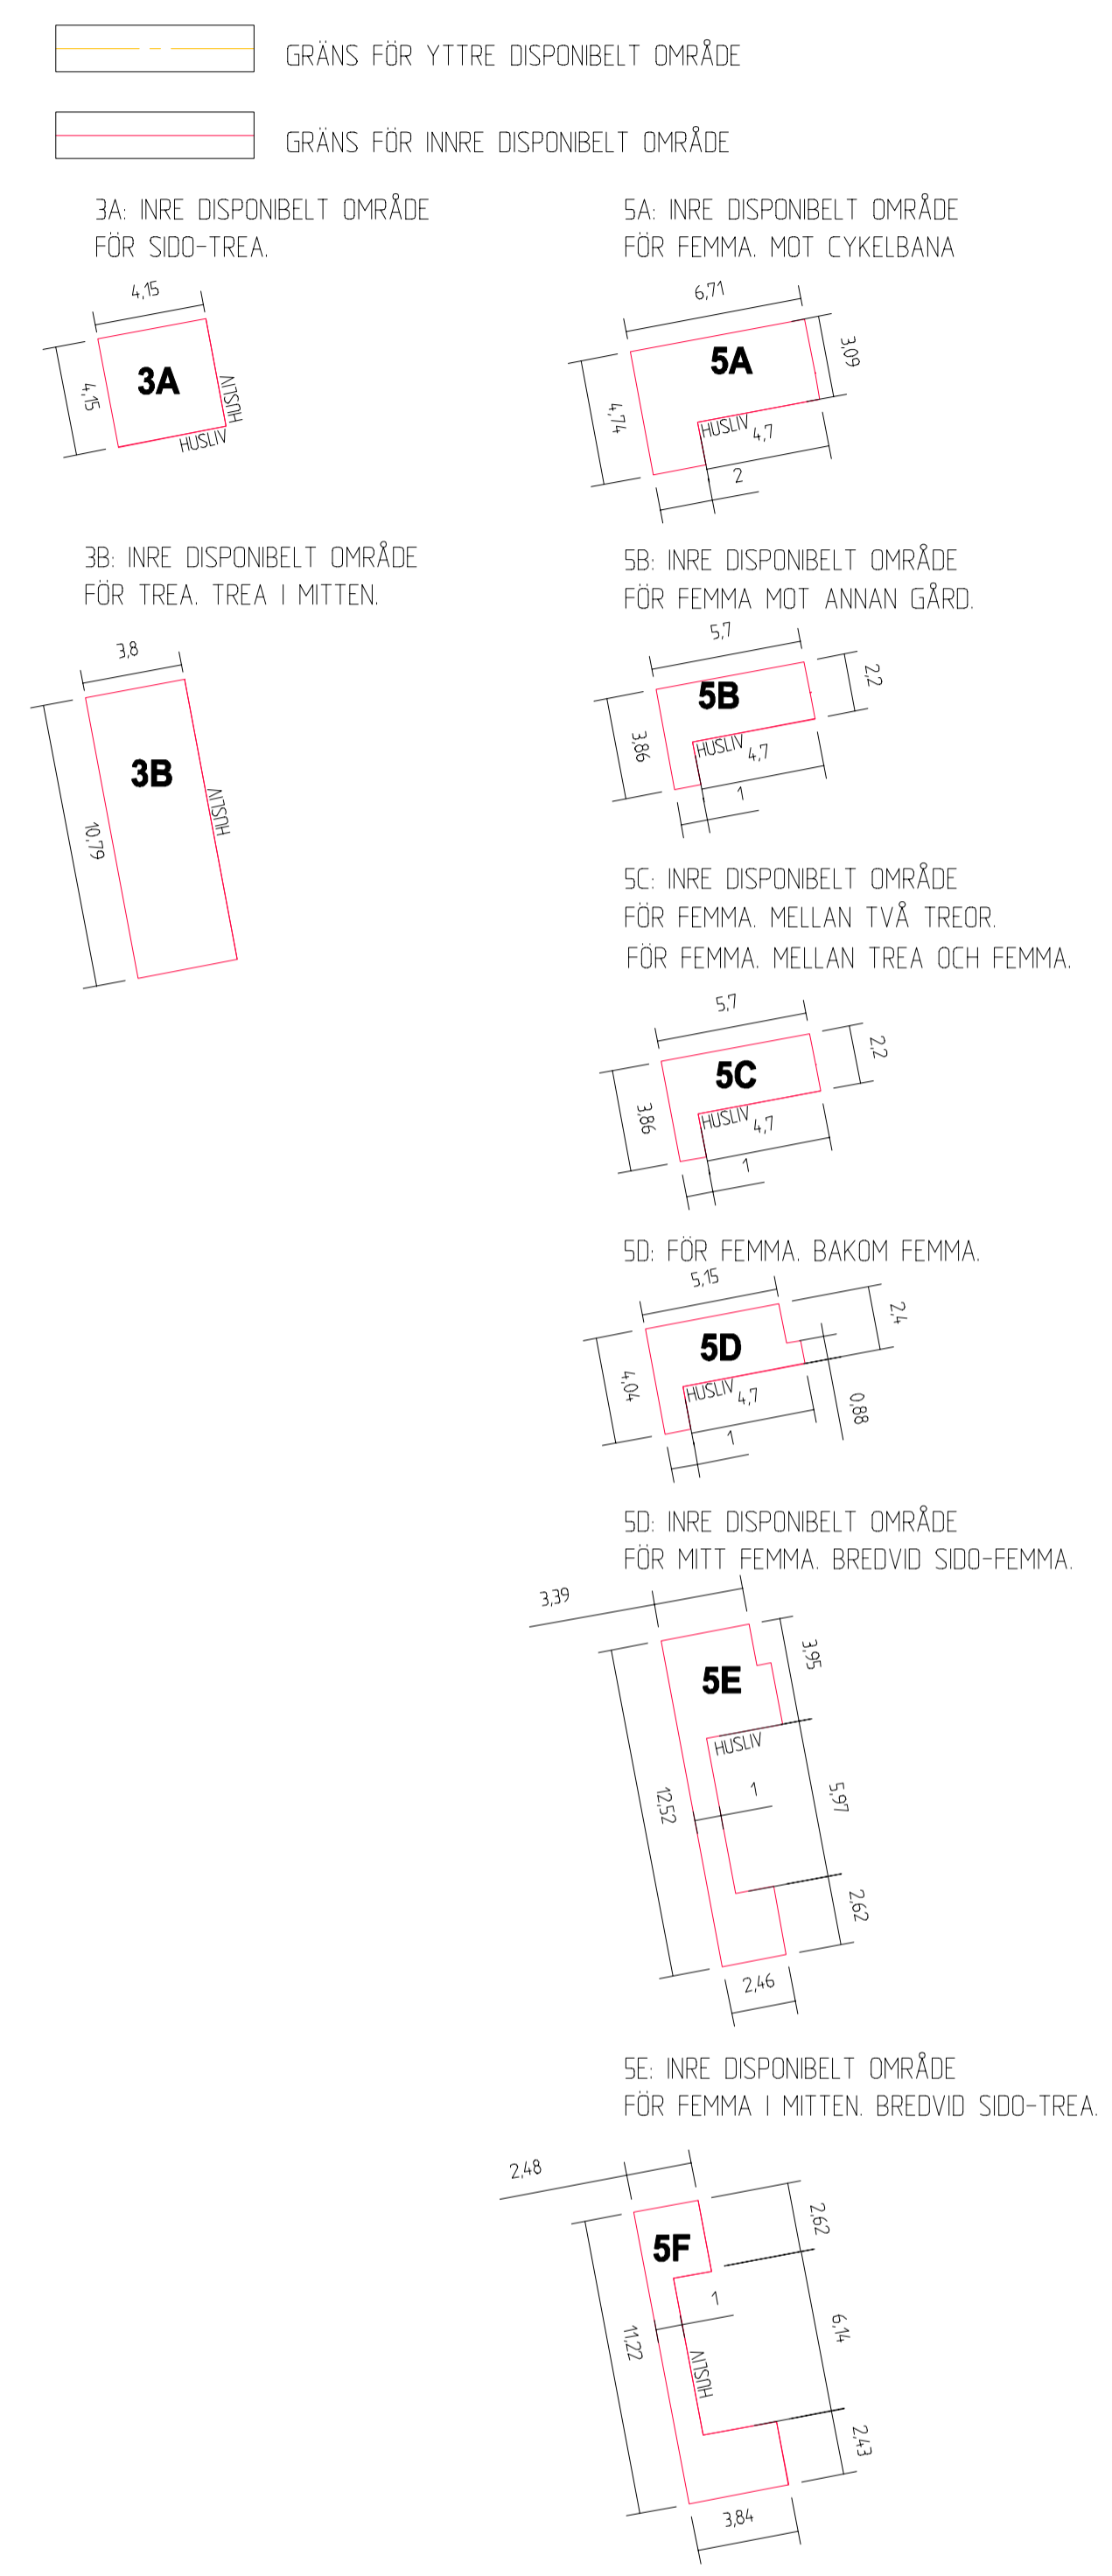 GRÄNS FÖR YTTRE DISPONIBELT OMRÅDE
GRÄNS FÖR INNRE DISPONIBELT OMRÅDE
3A: INRE DISPONIBELT OMRÅDE
FÖR SIDO-TREA.
4,15
4,15
3A
HUSLIV
HUSLIV
3B: INRE DISPONIBELT OMRÅDE
FÖR TREA. TREA I MITTEN.
3,8
3B
10,79
HUSLIV
5A: INRE DISPONIBELT OMRÅDE
FÖR FEMMA. MOT CYKELBANA
6,71
5A
3,09
4,74
HUSLIV
4,7
2
5B: INRE DISPONIBELT OMRÅDE
FÖR FEMMA MOT ANNAN GÅRD.
5,7
5B
2,2
3,86
HUSLIV
4,7
1
5C: INRE DISPONIBELT OMRÅDE
FÖR FEMMA. MELLAN TVÅ TREOR.
FÖR FEMMA. MELLAN TREA OCH FEMMA.
5,7
5C
2,2
3,86
HUSLIV
4,7
1
5D: FÖR FEMMA. BAKOM FEMMA.
5,15
5D
2,4
4,04
HUSLIV
4,7
0,88
1
5D: INRE DISPONIBELT OMRÅDE
FÖR MITT FEMMA. BREDVID SIDO-FEMMA.
3,39
3,95
5E
HUSLIV
12,52
1
5,97
2,62
2,46
5E: INRE DISPONIBELT OMRÅDE
FÖR FEMMA I MITTEN. BREDVID SIDO-TREA.
2,48
2,62
5F
1
11,22
HUSLIV
6,14
2,43
3,84